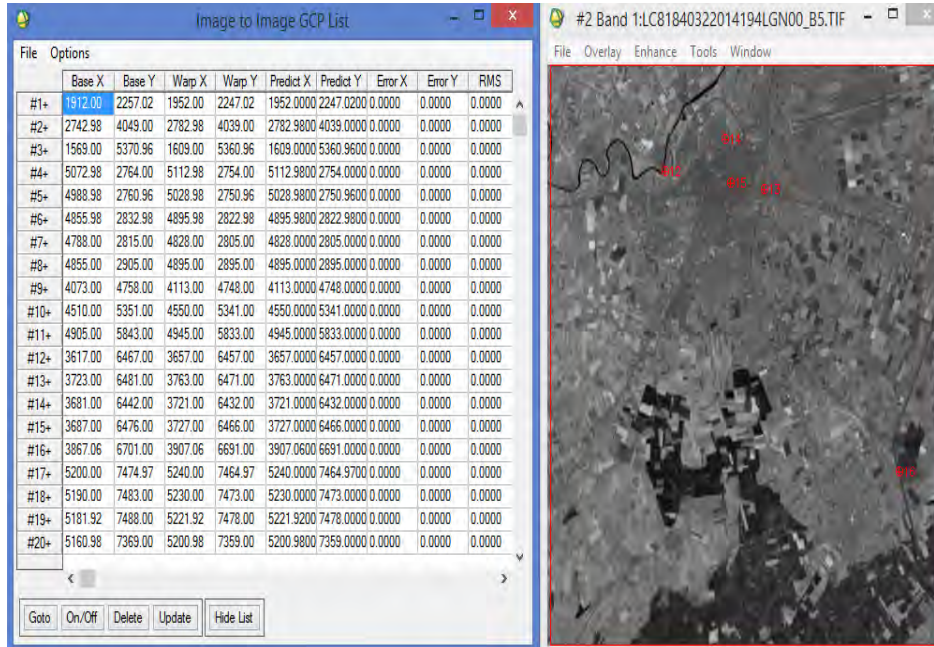 Image to Image GCP List
File Options
Base X Base Y Warp X Warp Y Predict X Predict Y Error X Error Y RMS
#1+ 1912.00 2257.02 1952.00 2247.02 1952.0000 2247.0200 0.0000 0.0000 0.0000
#2+ 2742.98 4049.00 2782.98 4039.00 2782.9800 4039.0000 0.0000 0.0000 0.0000
#3+ 1569.00 5370.96 1609.00 5360.96 1609.0000 5360.9600 0.0000 0.0000 0.0000
#4+ 5072.98 2764.00 5112.98 2754.00 5112.9800 2754.0000 0.0000 0.0000 0.0000
#5+ 4988.98 2760.96 5028.98 2750.96 5028.9800 2750.9600 0.0000 0.0000 0.0000
#6+ 4855.98 2832.98 4895.98 2822.98 4895.9800 2822.9800 0.0000 0.0000 0.0000
#7+ 4788.00 2815.00 4828.00 2805.00 4828.0000 2805.0000 0.0000 0.0000 0.0000
#8+ 4855.00 2905.00 4895.00 2895.00 4895.0000 2895.0000 0.0000 0.0000 0.0000
#9+ 4073.00 4758.00 4113.00 4748.00 4113.0000 4748.0000 0.0000 0.0000 0.0000
#10+ 4510.00 5351.00 4550.00 5341.00 4550.0000 5341.0000 0.0000 0.0000 0.0000
#11+ 4905.00 5843.00 4945.00 5833.00 4945.0000 5833.0000 0.0000 0.0000 0.0000
#12+ 3617.00 6467.00 3657.00 6457.00 3657.0000 6457.0000 0.0000 0.0000 0.0000
#13+ 3723.00 6481.00 3763.00 6471.00 3763.0000 6471.0000 0.0000 0.0000 0.0000
#14+ 3681.00 6442.00 3721.00 6432.00 3721.0000 6432.0000 0.0000 0.0000 0.0000
#15+ 3687.00 6476.00 3727.00 6466.00 3727.0000 6466.0000 0.0000 0.0000 0.0000
#16+ 3867.06 6701.00 3907.06 6691.00 3907.0600 6691.0000 0.0000 0.0000 0.0000
#17+ 5200.00 7474.97 5240.00 7464.97 5240.0000 7464.9700 0.0000 0.0000 0.0000
#18+ 5190.00 7483.00 5230.00 7473.00 5230.0000 7473.0000 0.0000 0.0000 0.0000
#19+ 5181.92 7488.00 5221.92 7478.00 5221.9200 7478.0000 0.0000 0.0000 0.0000
#20+ 5160.98 7369.00 5200.98 7359.00 5200.9800 7359.0000 0.0000 0.0000 0.0000
Goto On/Off Delete Update Hide List
#2 Band 1:LC81840322014194LGN00_B5.TIF
File Overlay Enhance Tools Window